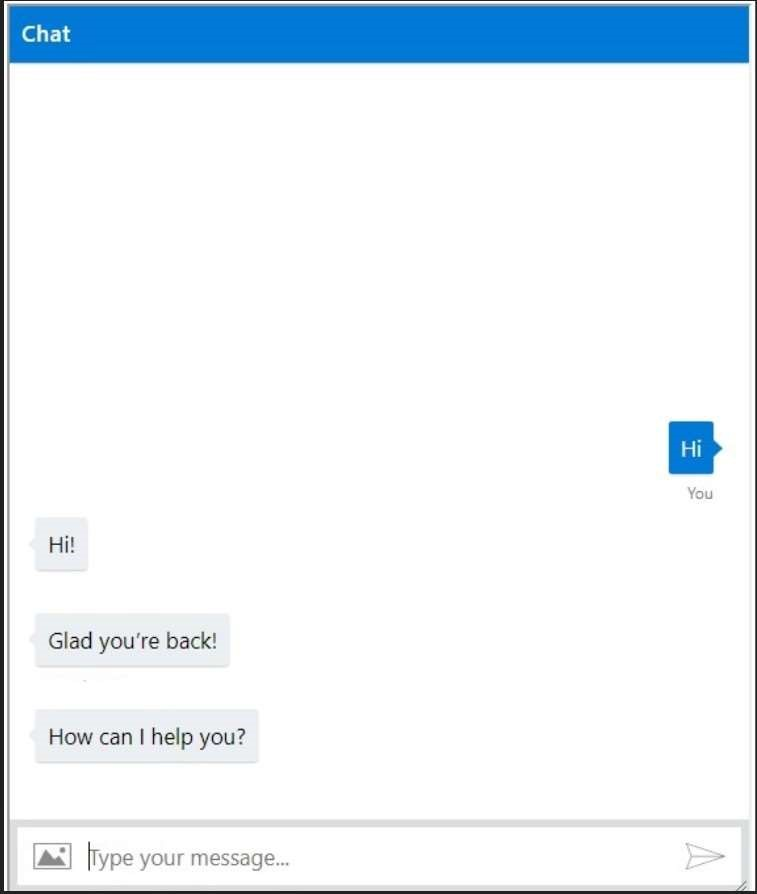 Chat
Hi
You
Hi!
Glad you’re back!
How can I help you?
Type your message...